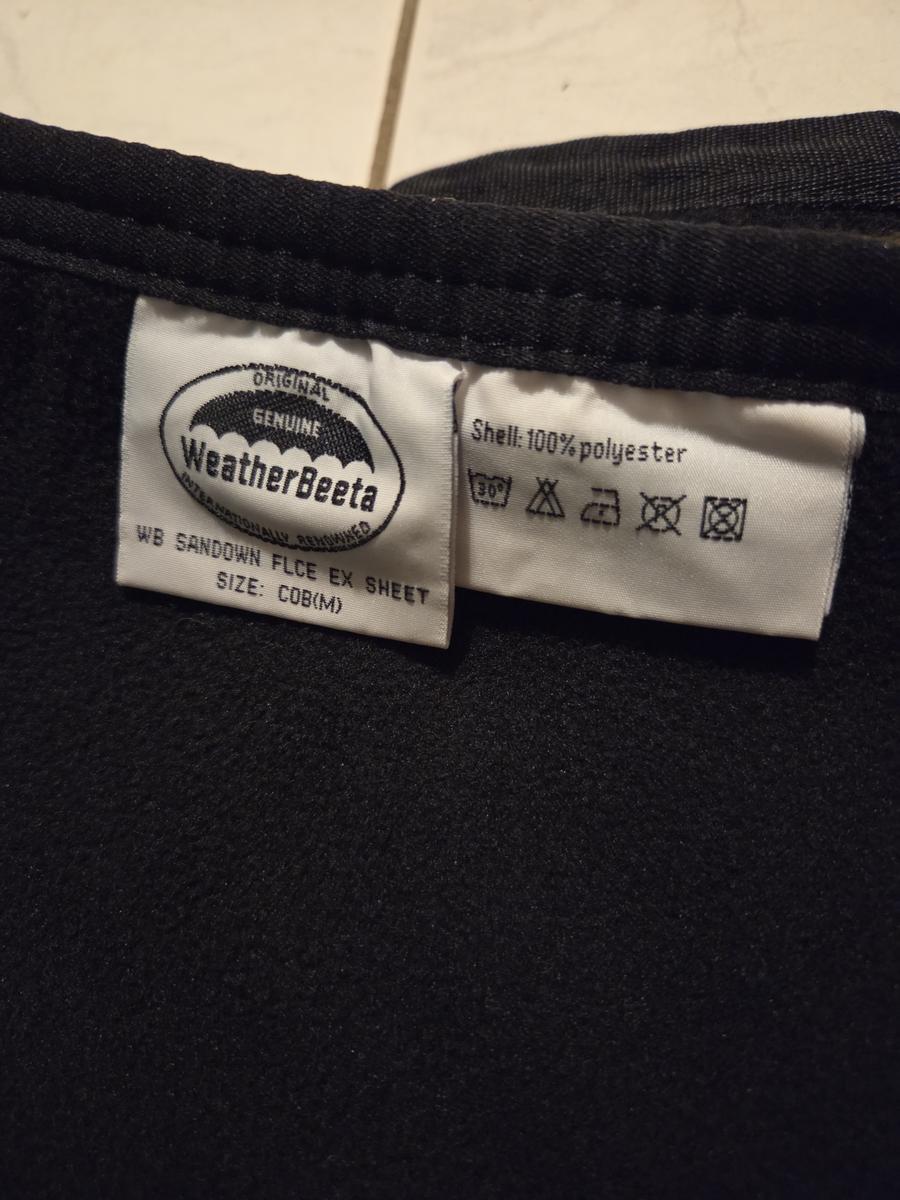 ORIGINAL
GENUINE
WeatherBeeta
INTERNATIONALLY RENOWNED
WB SANDOWN FLCE EX SHEET
SIZE: COB(M)
Shell: 100% polyester
30°